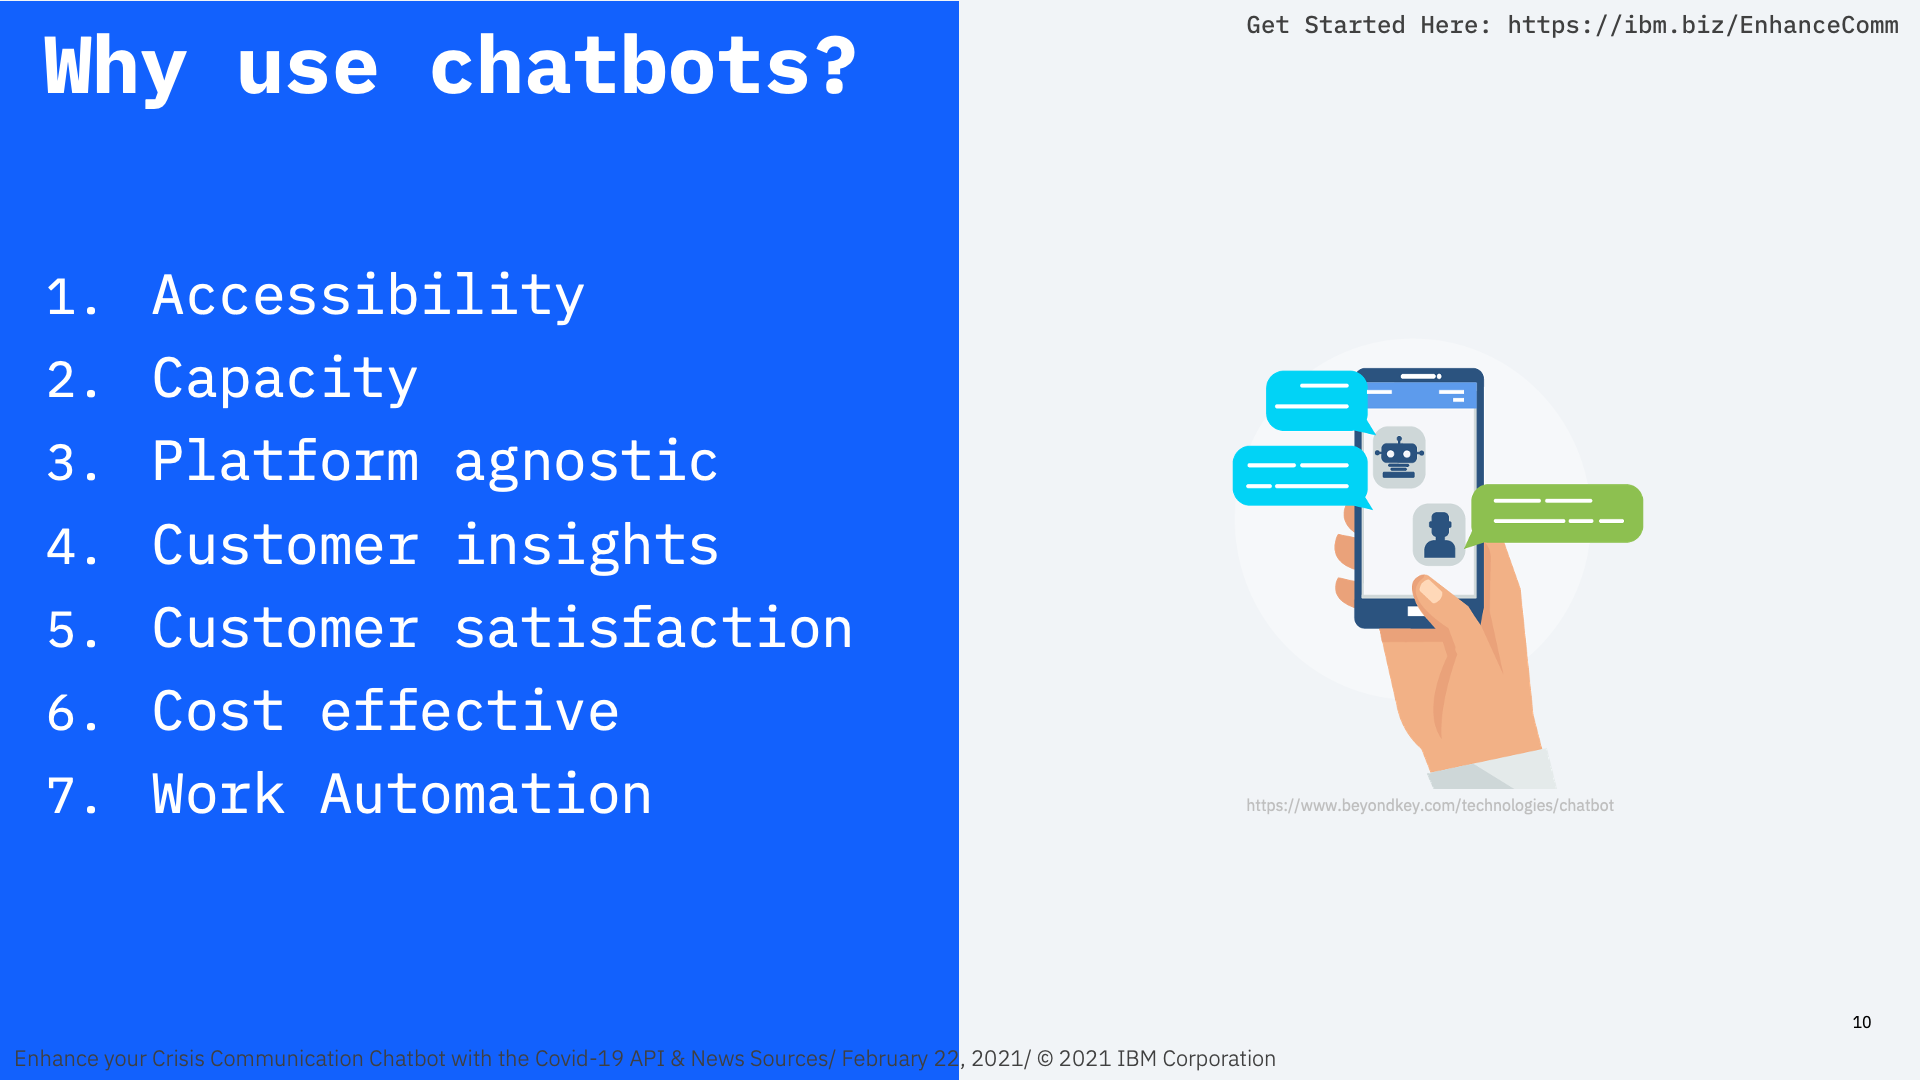 Why use chatbots?
Get Started Here: https://ibm.biz/EnhanceComm
1. Accessibility
2. Capacity
3. Platform agnostic
4. Customer insights
5. Customer satisfaction
6. Cost effective
7. Work Automation
https://www.beyondkey.com/technologies/chatbot
10
Enhance your Crisis Communication Chatbot with the Covid-19 API & News Sources/ February 22, 2021/ © 2021 IBM Corporation